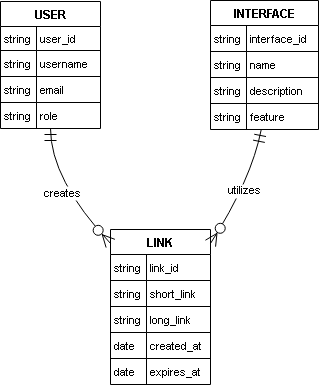 USER
string user_id
string username
string email
string role
INTERFACE
string interface_id
string name
string description
string feature
creates
utilizes
LINK
string link_id
string short_link
string long_link
date created_at
date expires_at